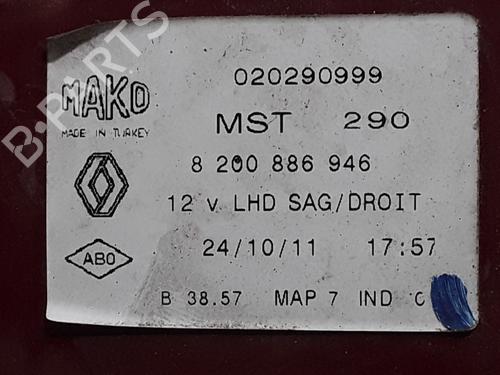 020290999
MAKO
MADE IN TURKEY
MST 290
8 200 886 946
12 v LHD SAG/DROIT
ABO
24/10/11 17:57
B 38.57 MAP 7 IND C
B-PARTS